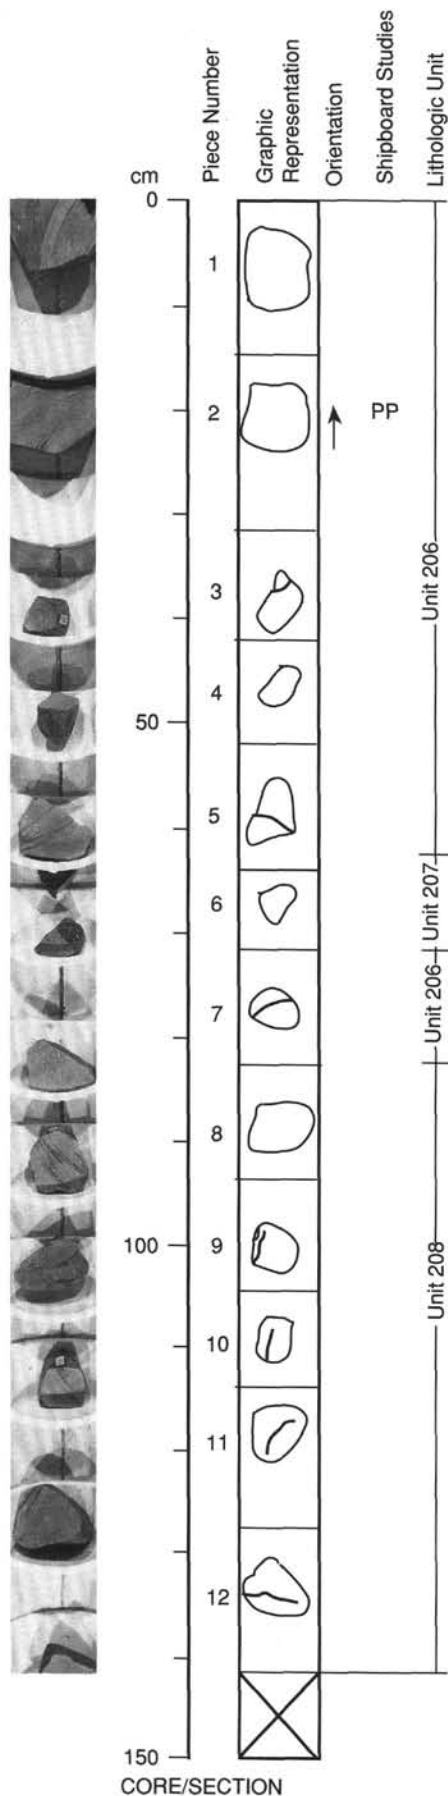 cm
Piece Number
Graphic
Representation
Orientation
Shipboard Studies
Lithologic Unit
0
1
2
PP
Unit 206
3
4
50
5
6
Unit 207
7
Unit 206
8
9
100
Unit 208
10
11
12
150
CORE/SECTION